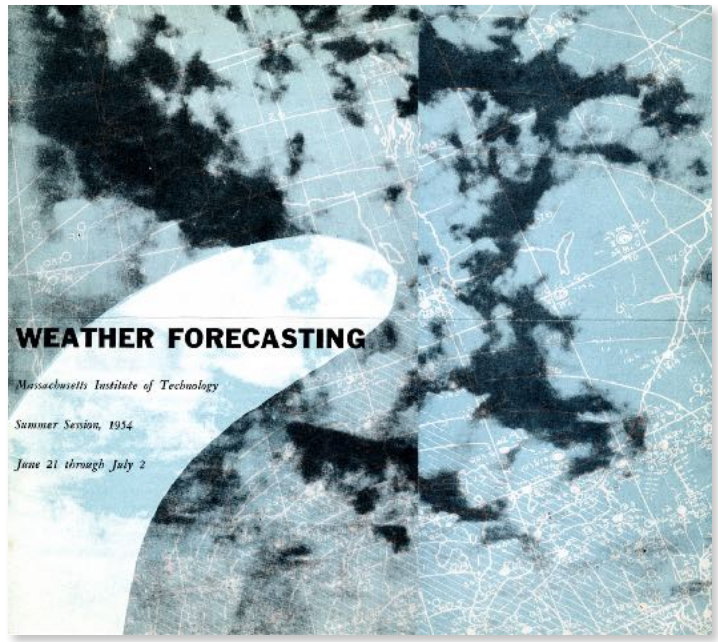 WEATHER FORECASTING
Massachusetts Institute of Technology
Summer Session, 1954
June 21 through July 2